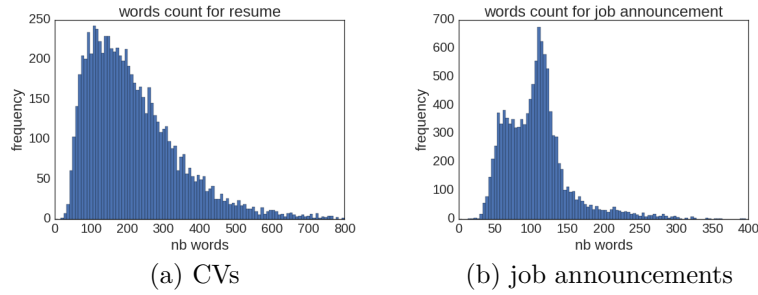 words count for resume
250
200
150
100
50
0
frequency
100 200 300 400 500 600 700 800
nb words
(a) CVs
words count for job announcement
700
600
500
400
300
200
100
0
frequency
0 50 100 150 200 250 300 350 400
nb words
(b) job announcements